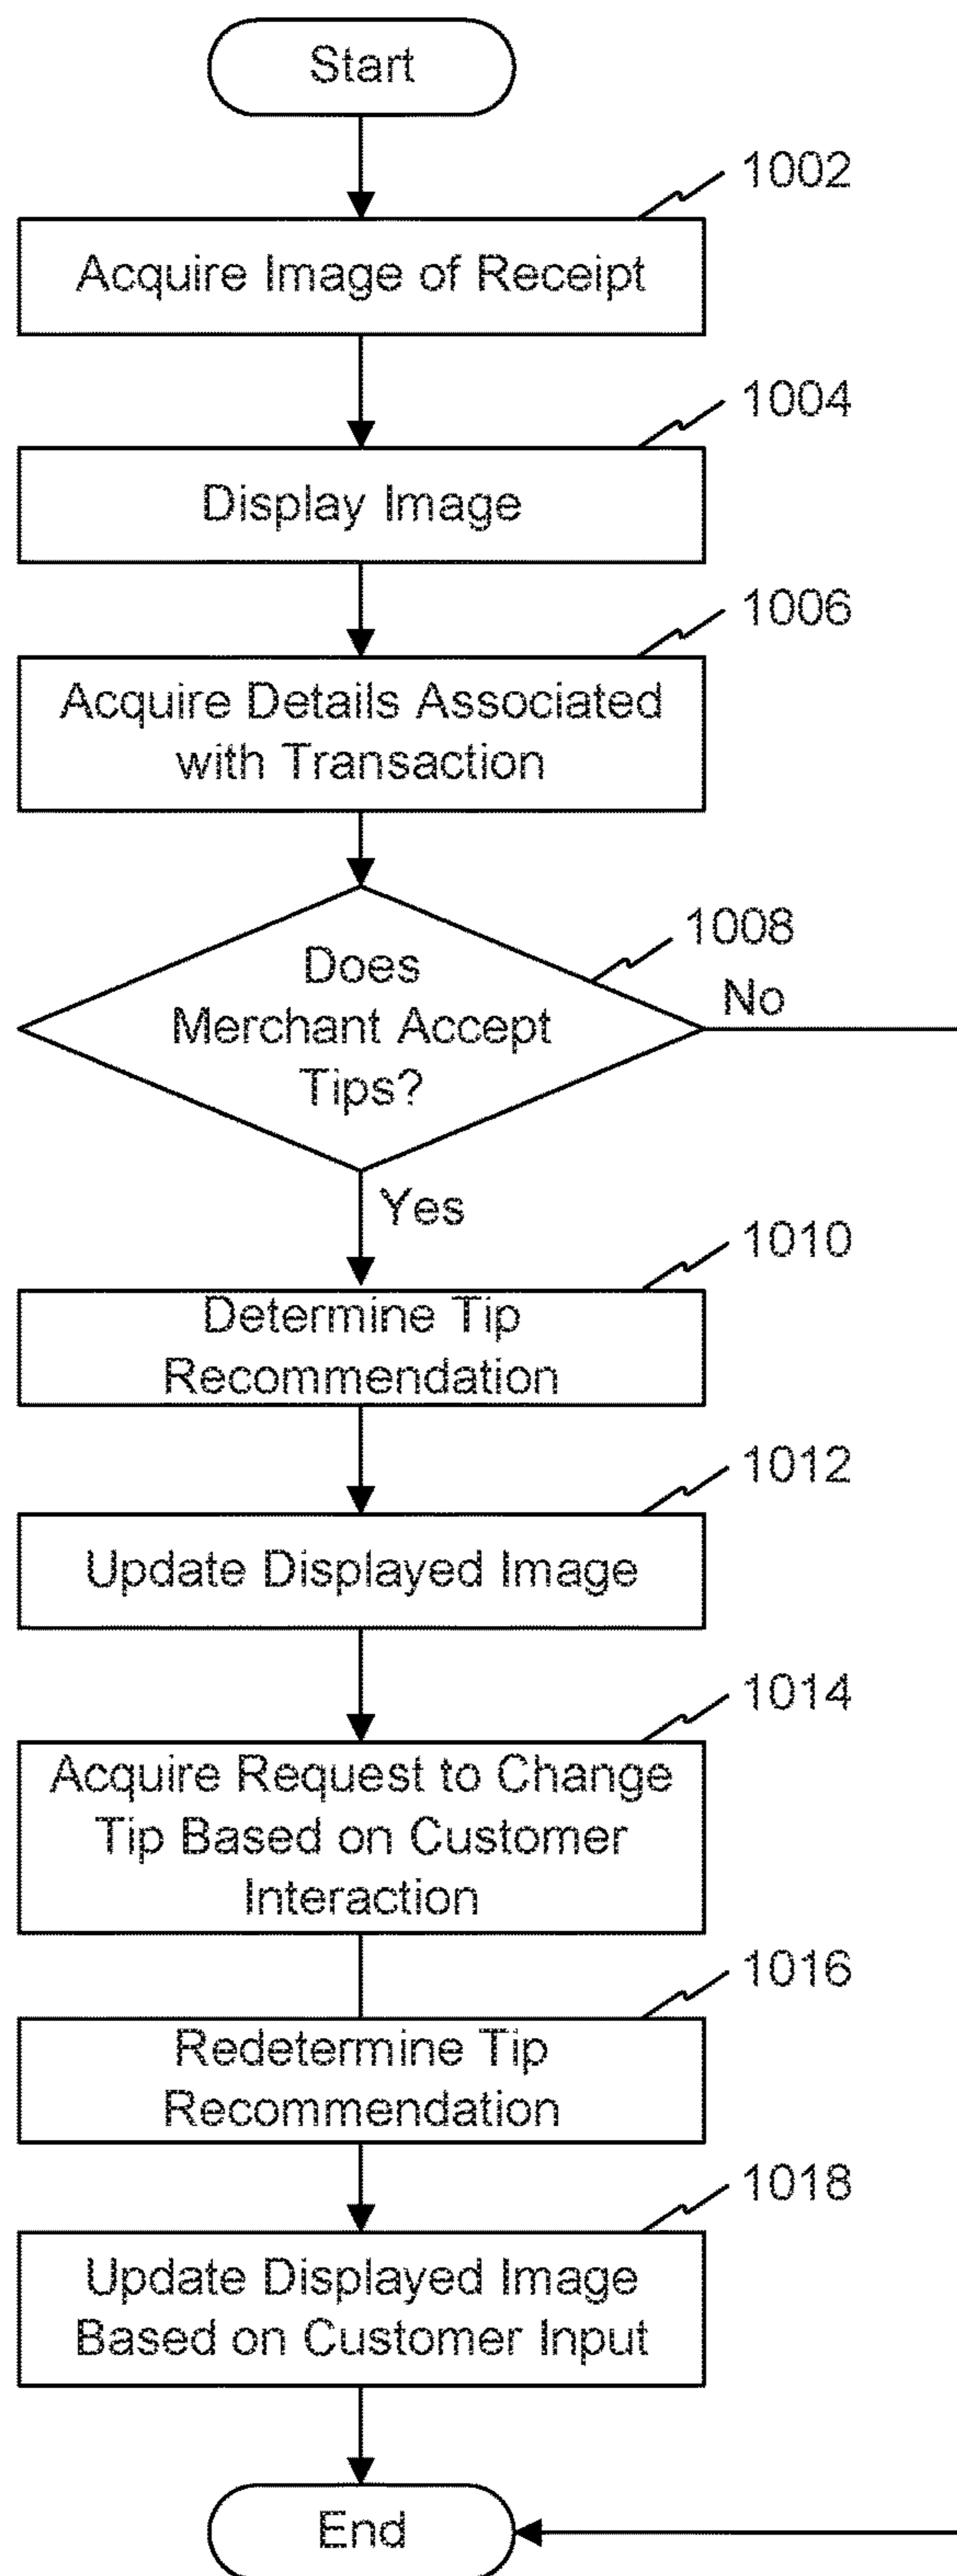 Start
1002
Acquire Image of Receipt
1004
Display Image
1006
Acquire Details Associated
with Transaction
1008
Does
Merchant Accept
Tips?
No
Yes
1010
Determine Tip
Recommendation
1012
Update Displayed Image
1014
Acquire Request to Change
Tip Based on Customer
Interaction
1016
Redetermine Tip
Recommendation
1018
Update Displayed Image
Based on Customer Input
End